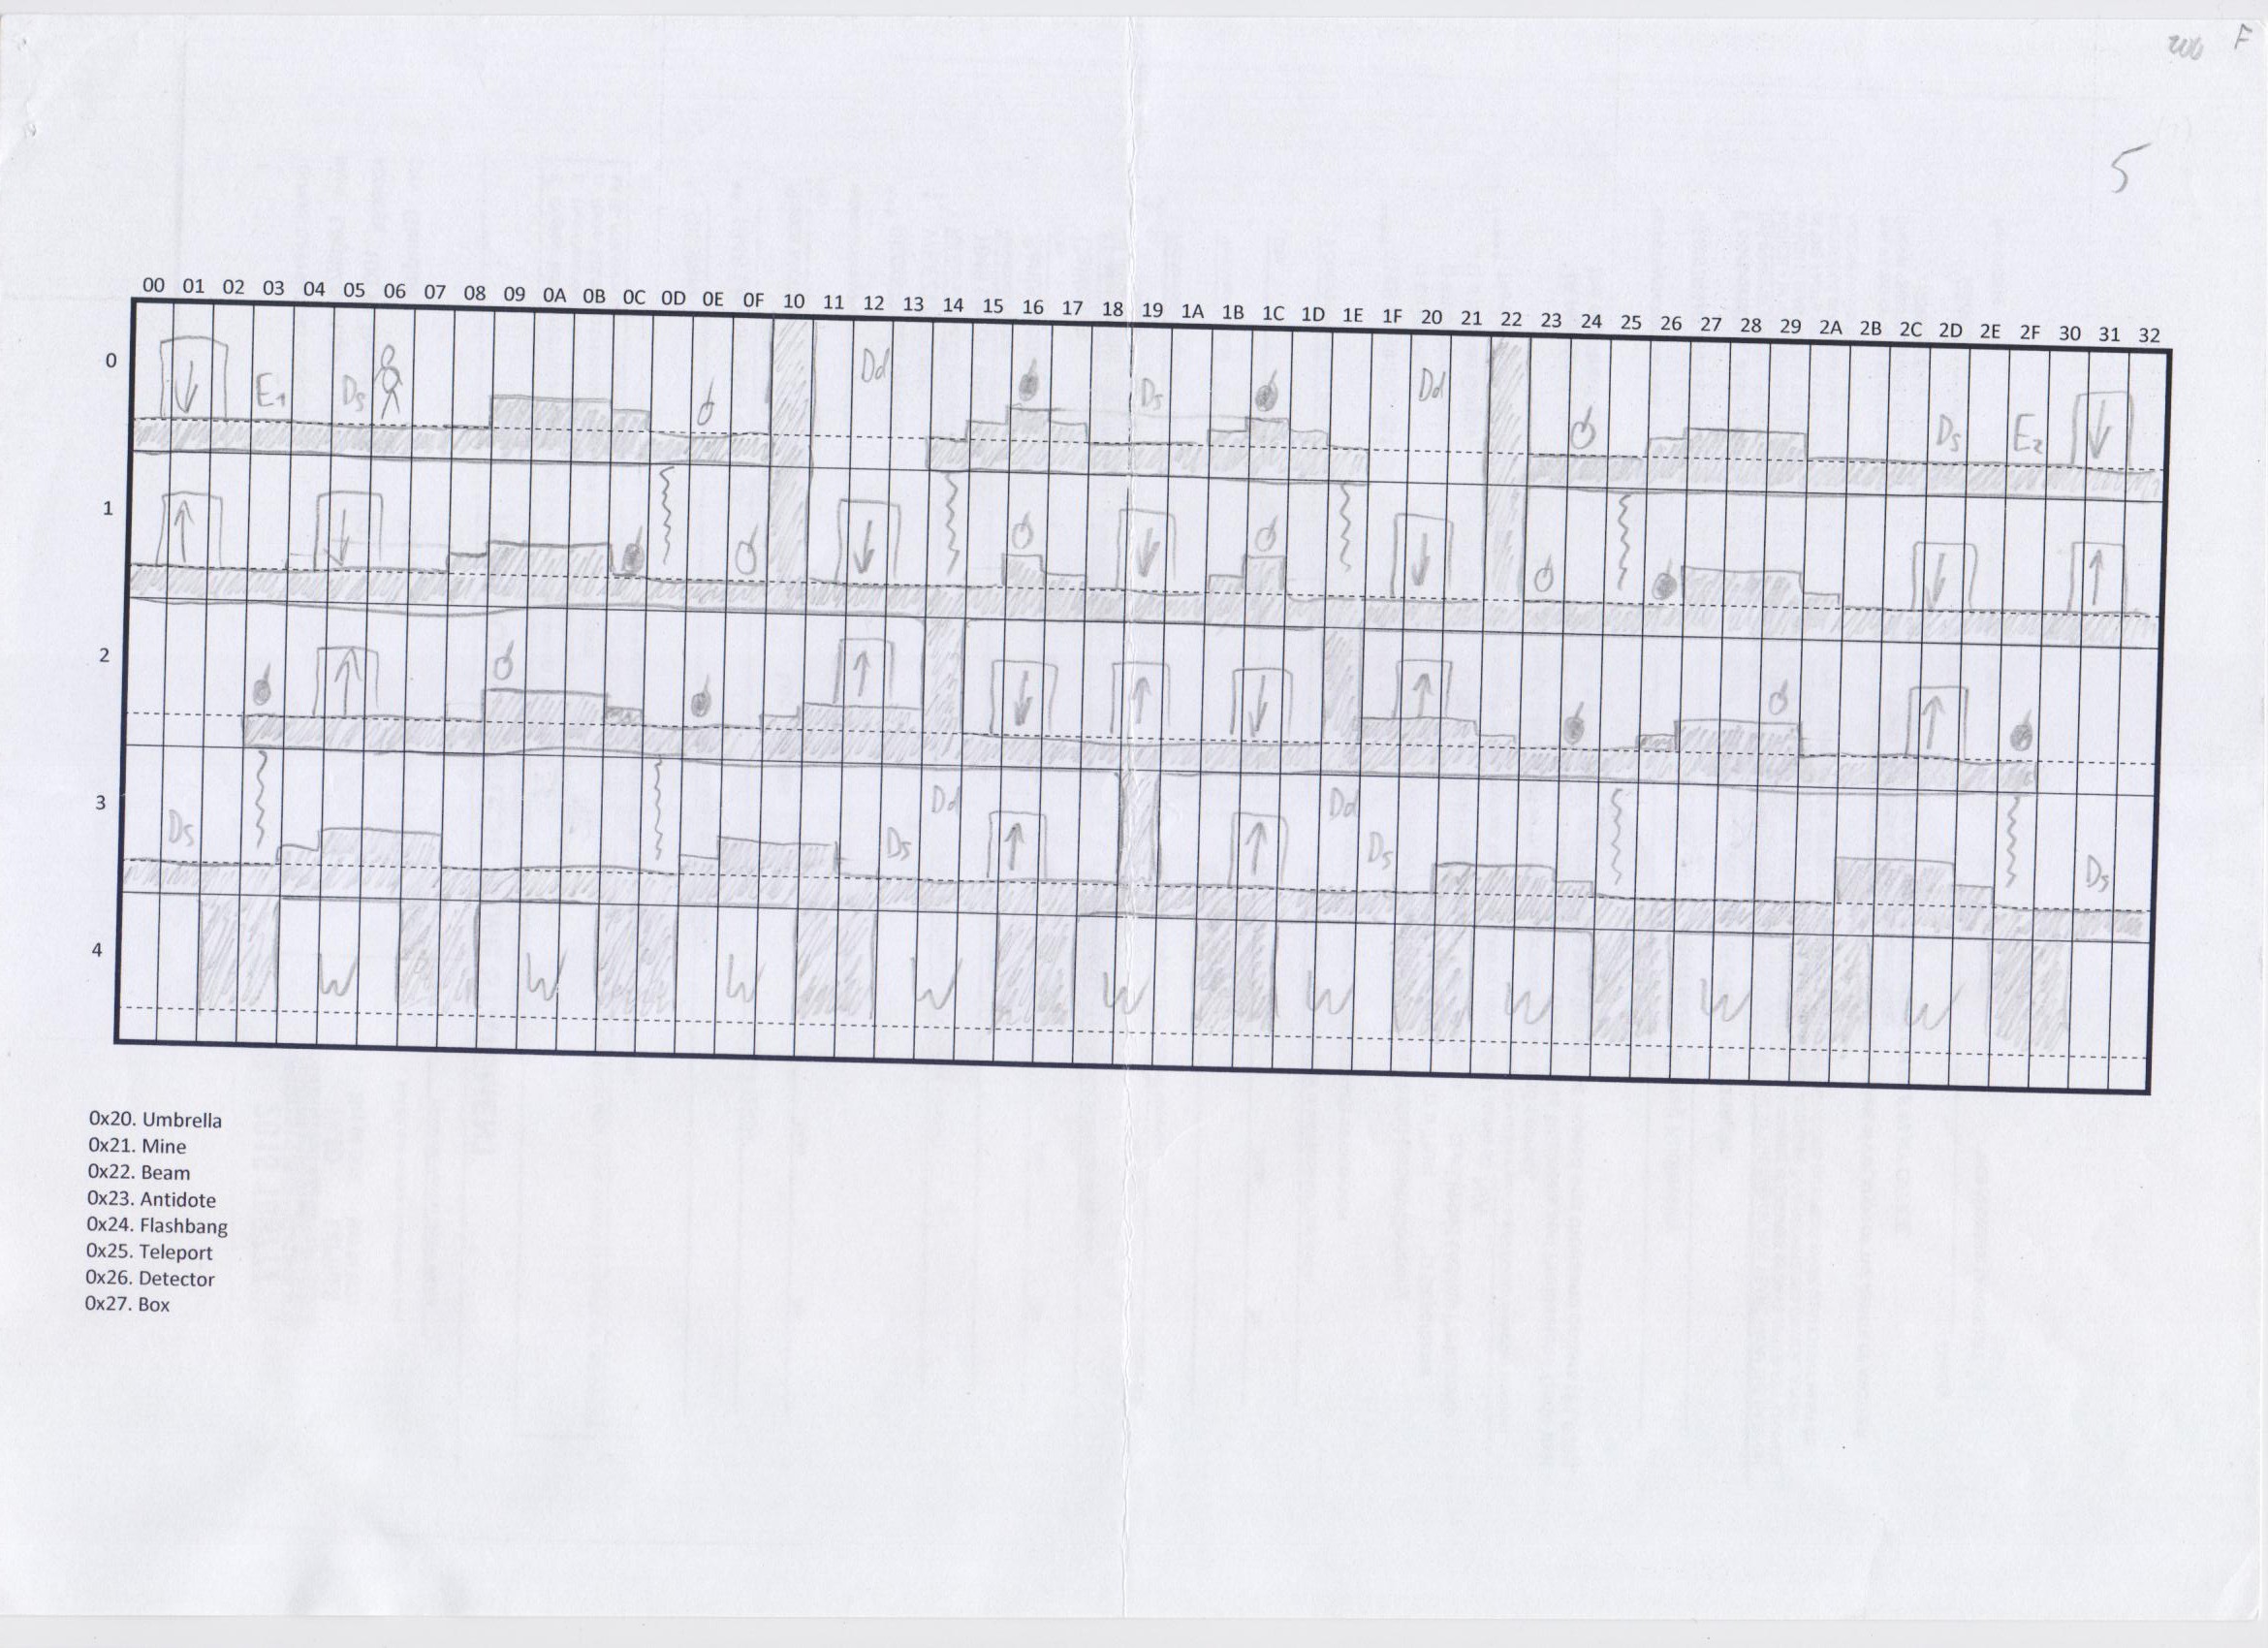 F
5
00 01 02 03 04 05 06 07 08 09 0A 0B 0C 0D 0E 0F 10 11 12 13 14 15 16 17 18 19 1A 1B 1C 1D 1E 1F 20 21 22 23 24 25 26 27 28 29 2A 2B 2C 2D 2E 2F 30 31 32
0 E1 Ds Dd Ds Dd Ds E2
1
2
3 Ds Ds Dd Dd Ds Ds
4 W W W W W W W W W
0x20. Umbrella
0x21. Mine
0x22. Beam
0x23. Antidote
0x24. Flashbang
0x25. Teleport
0x26. Detector
0x27. Box